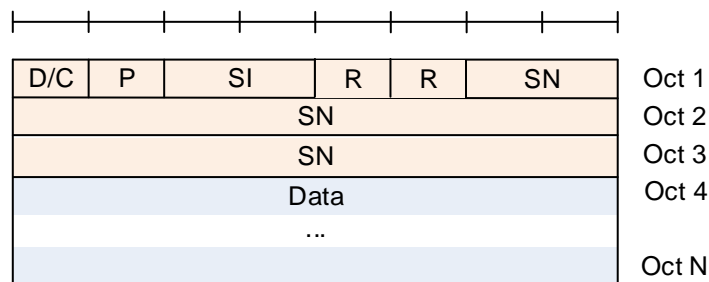 D/C P SI R R SN Oct 1
SN Oct 2
SN Oct 3
Data Oct 4
...
Oct N